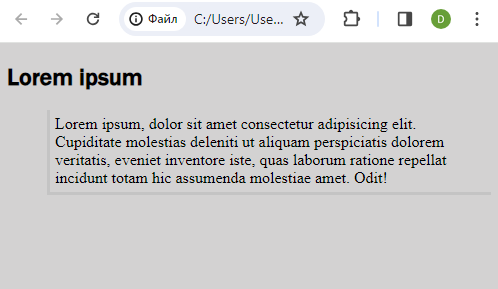 Файл
C:/Users/Use...
D
Lorem ipsum
Lorem ipsum, dolor sit amet consectetur adipisicing elit.
Cupiditate molestias deleniti ut aliquam perspiciatis dolorem
veritatis, eveniet inventore iste, quas laborum ratione repellat
incidunt totam hic assumenda molestiae amet. Odit!